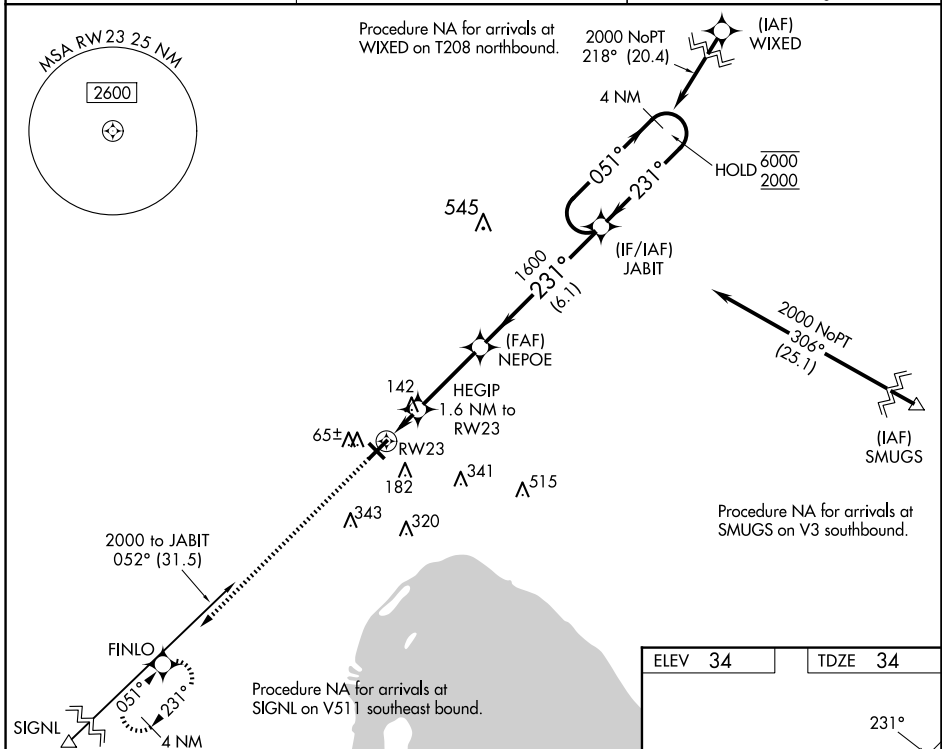 Procedure NA for arrivals at
WIXED on T208 northbound.
MSA RW 23 25 NM
2600
2000 NoPT
218° (20.4)
(IAF)
WIXED
4 NM
051°
231°
HOLD 6000
2000
545
(IF/IAF)
JABIT
1600
231°
(6.1)
2000 NoPT
306°
(25.1)
(FAF)
NEPOE
142
HEGIP
1.6 NM to
RW23
(IAF)
SMUGS
65±
RW23
182
341
515
343
320
Procedure NA for arrivals at
SMUGS on V3 southbound.
2000 to JABIT
052° (31.5)
FINLO
051°
231°
4 NM
SIGNL
Procedure NA for arrivals at
SIGNL on V511 southeast bound.
ELEV 34
TDZE 34
231°